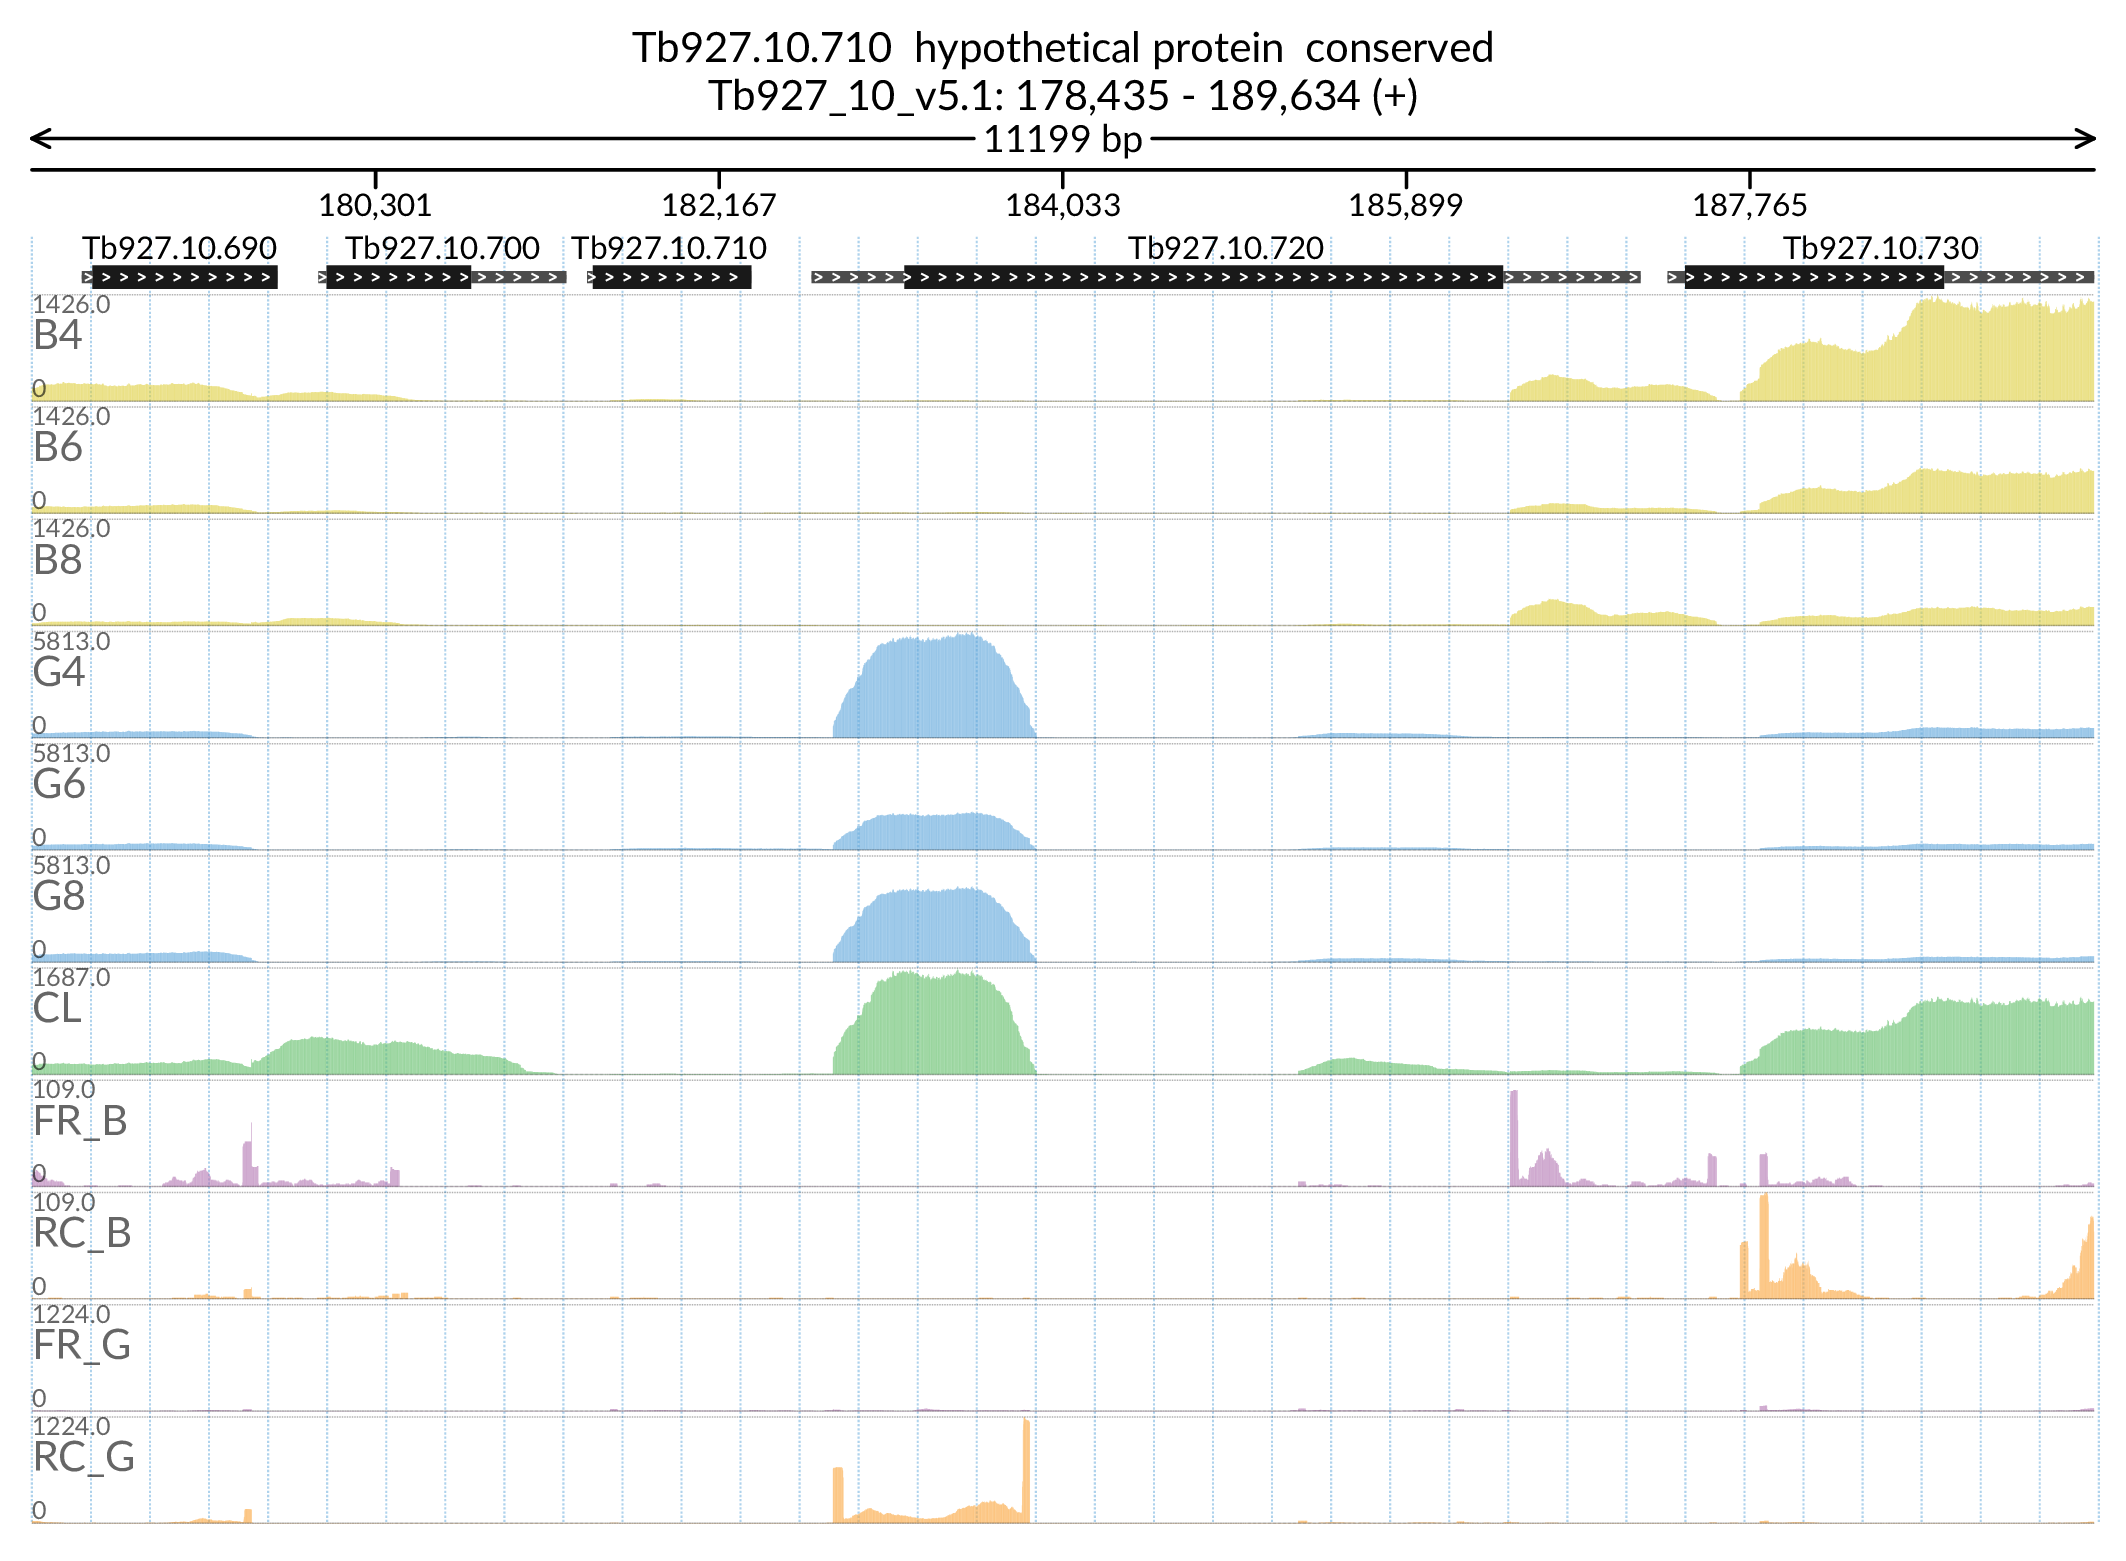 Tb927.10.710  hypothetical protein  conserved
Tb927_10_v5.1: 178,435 - 189,634 (+)
11199 bp
180,301 182,167 184,033 185,899 187,765
Tb927.10.690 Tb927.10.700 Tb927.10.710 Tb927.10.720 Tb927.10.730
1426.0
B4
0
1426.0
B6
0
1426.0
B8
0
5813.0
G4
0
5813.0
G6
0
5813.0
G8
0
1687.0
CL
0
109.0
FR_B
0
109.0
RC_B
0
1224.0
FR_G
0
1224.0
RC_G
0